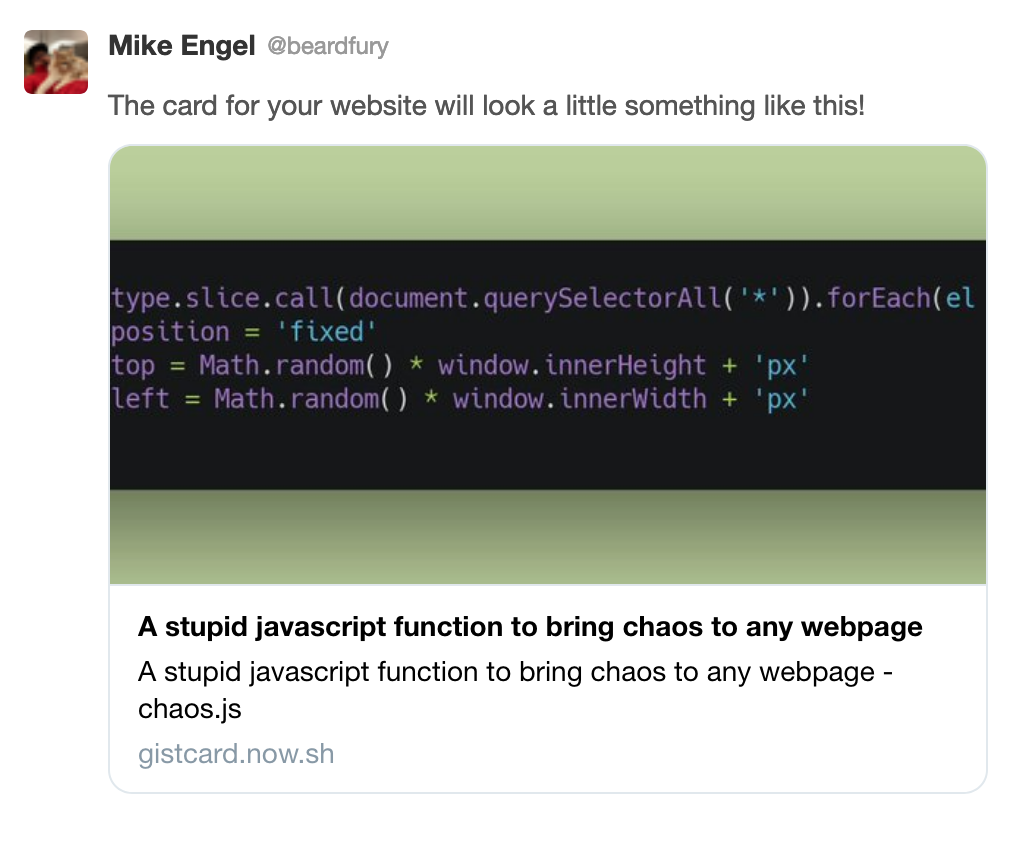 Mike Engel @beardfury
The card for your website will look a little something like this!
type.slice.call(document.querySelectorAll('*')).forEach(el
position = 'fixed'
top = Math.random() * window.innerHeight + 'px'
left = Math.random() * window.innerWidth + 'px'
A stupid javascript function to bring chaos to any webpage
A stupid javascript function to bring chaos to any webpage -
chaos.js
gistcard.now.sh